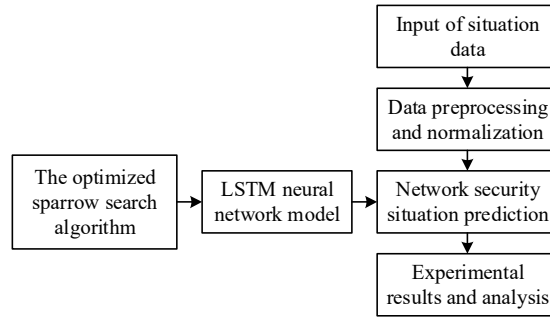 Input of situation
data
Data preprocessing
and normalization
The optimized
sparrow search
algorithm
LSTM neural
network model
Network security
situation prediction
Experimental
results and analysis